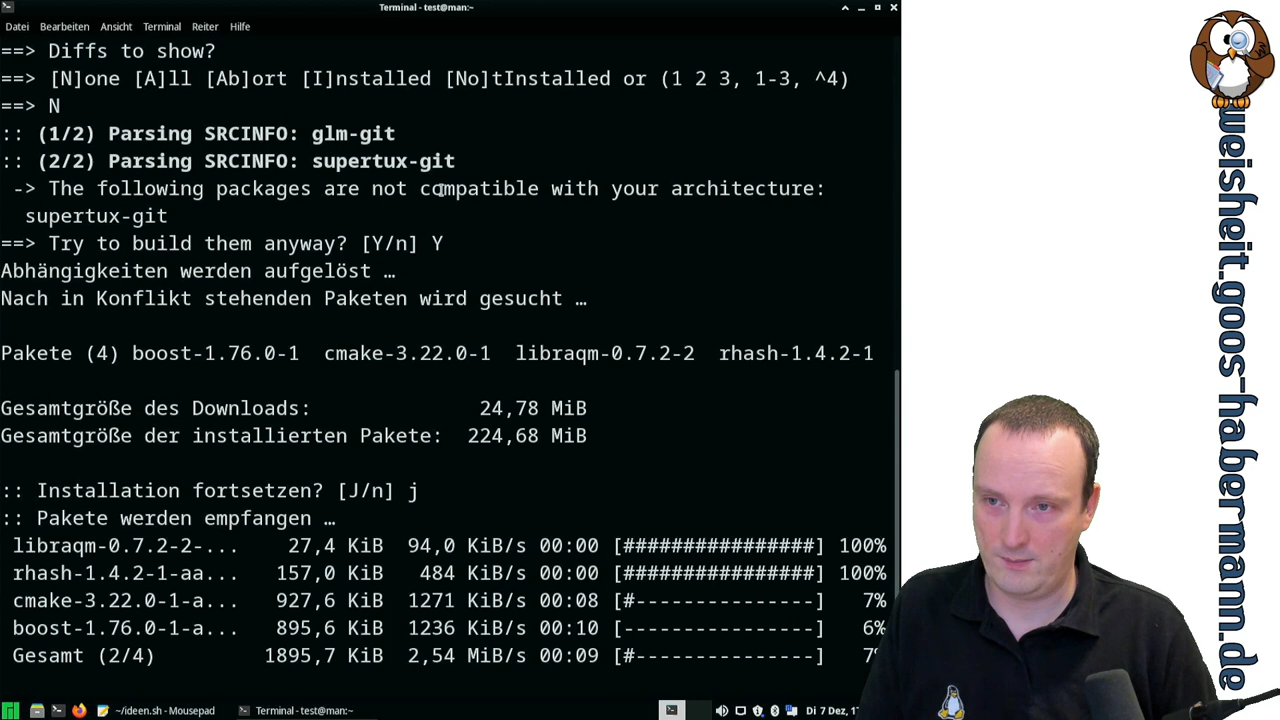 Terminal - test@man:~
Datei Bearbeiten Ansicht Terminal Reiter Hilfe
==> Diffs to show?
==> [N]one [A]ll [Ab]ort [I]nstalled [No]tInstalled or (1 2 3, 1-3, ^4)
==> N
:: (1/2) Parsing SRCINFO: glm-git
:: (2/2) Parsing SRCINFO: supertux-git
-> The following packages are not compatible with your architecture:
supertux-git
==> Try to build them anyway? [Y/n] Y
Abhängigkeiten werden aufgelöst …
Nach in Konflikt stehenden Paketen wird gesucht …
Pakete (4) boost-1.76.0-1 cmake-3.22.0-1 libraqm-0.7.2-2 rhash-1.4.2-1
Gesamtgröße des Downloads: 24,78 MiB
Gesamtgröße der installierten Pakete: 224,68 MiB
:: Installation fortsetzen? [J/n] j
:: Pakete werden empfangen …
libraqm-0.7.2-2-... 27,4 KiB 94,0 KiB/s 00:00 [################] 100%
rhash-1.4.2-1-aa... 157,0 KiB 484 KiB/s 00:00 [################] 100%
cmake-3.22.0-1-a... 927,6 KiB 1271 KiB/s 00:08 [#---------------] 7%
boost-1.76.0-1-a... 895,6 KiB 1236 KiB/s 00:10 [----------------] 6%
Gesamt (2/4) 1895,7 KiB 2,54 MiB/s 00:09 [#---------------] 7
~/ideen.sh - Mousepad
Terminal - test@man:~
Di 7 Dez, 17
weisheit.goos-habermann.de